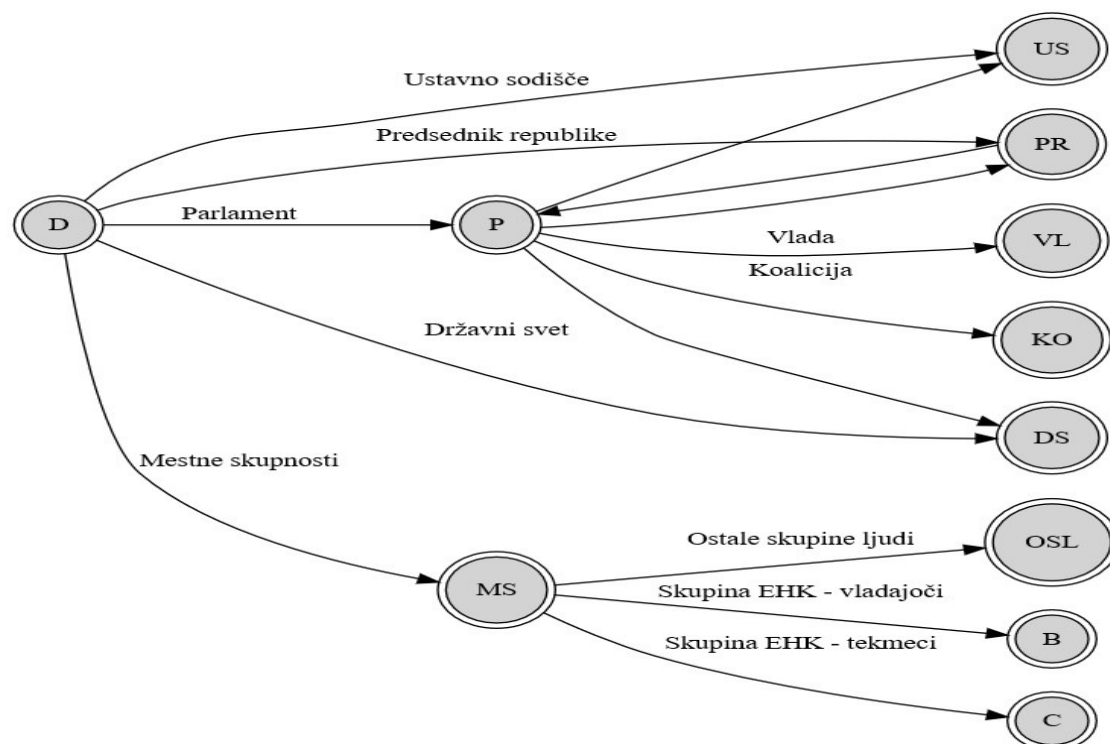 US
Ustavno sodišče
Predsednik republike
PR
D
Parlament
P
Vlada
VL
Koalicija
Državni svet
KO
DS
Mestne skupnosti
Ostale skupine ljudi
OSL
MS
Skupina EHK - vladajoči
B
Skupina EHK - tekmeci
C